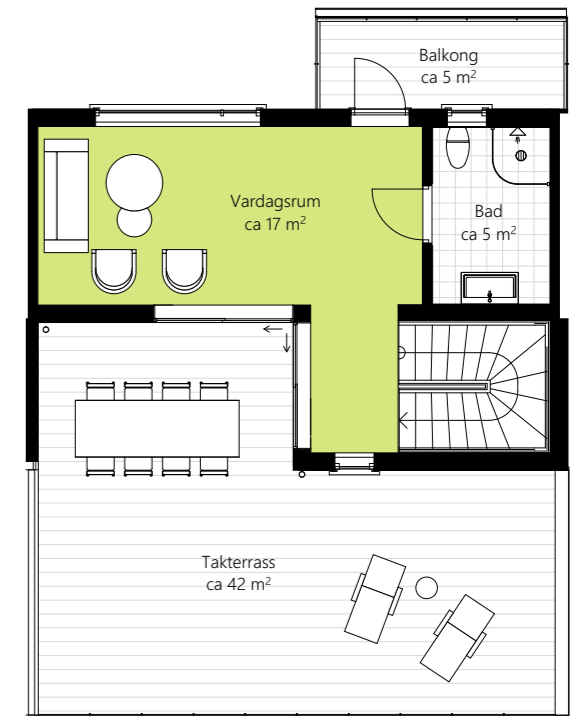 Balkong
ca 5 m²
Vardagsrum
ca 17 m²
Bad
ca 5 m²
Takterrass
ca 42 m²